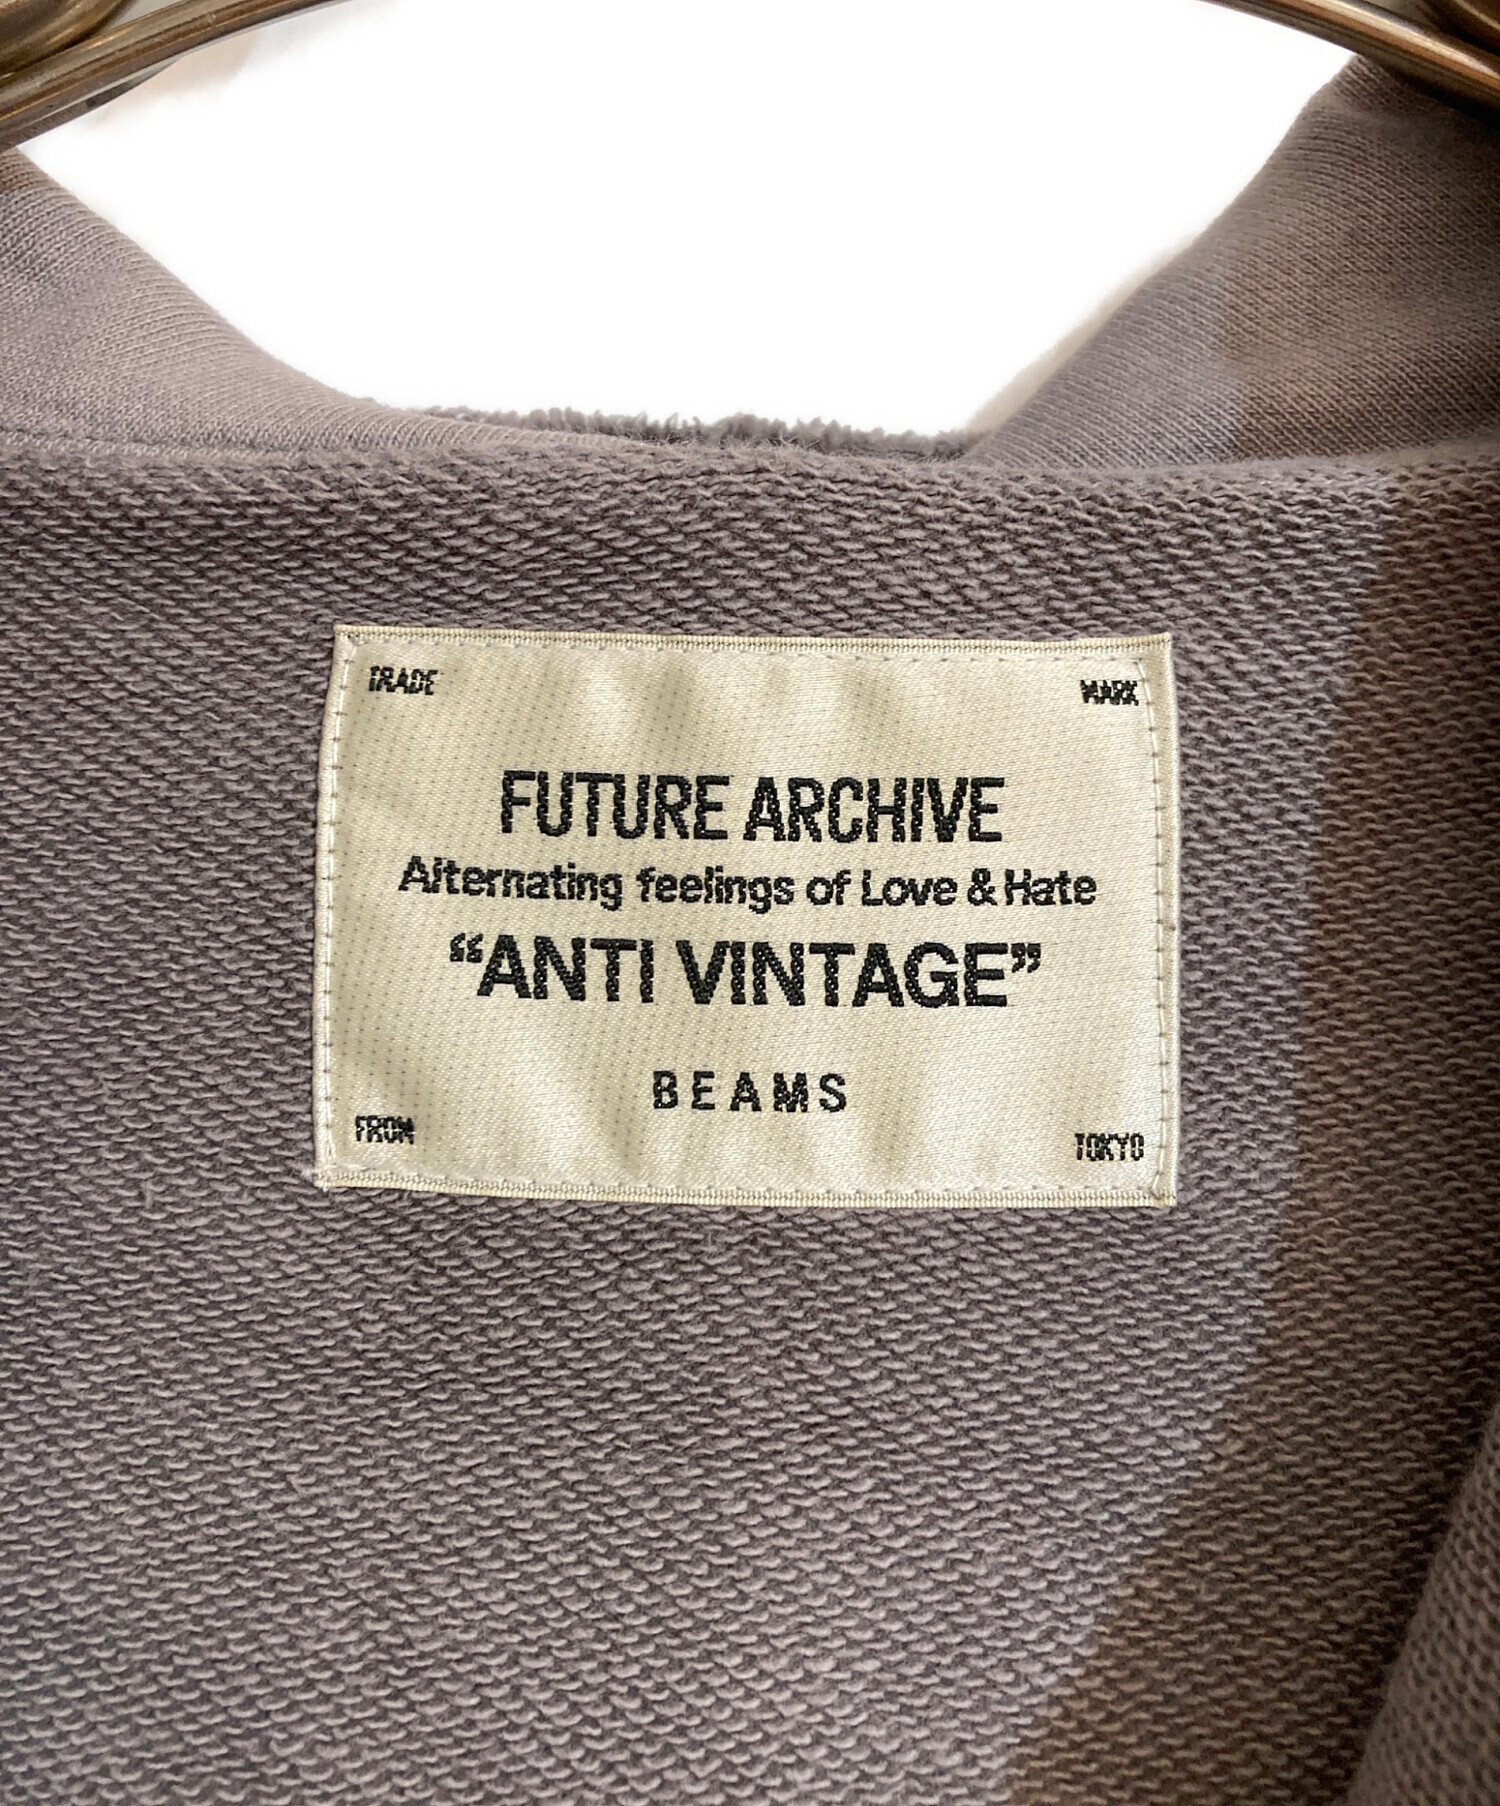 TRADE MARK
FUTURE ARCHIVE
Alternating feelings of Love & Hate
“ANTI VINTAGE”
BEAMS
FROM TOKYO